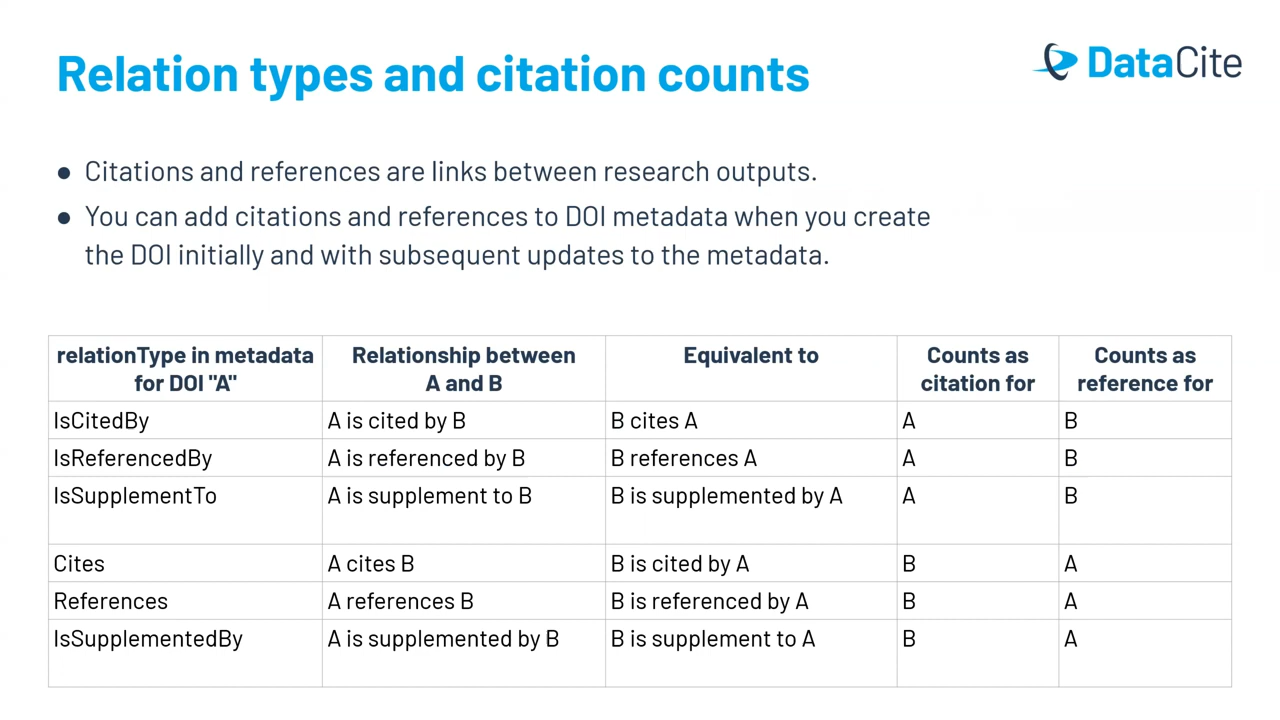 Relation types and citation counts
DataCite
● Citations and references are links between research outputs.
● You can add citations and references to DOI metadata when you create
the DOI initially and with subsequent updates to the metadata.
relationType in metadata for DOI "A" | Relationship between A and B | Equivalent to | Counts as citation for | Counts as reference for
IsCitedBy | A is cited by B | B cites A | A | B
IsReferencedBy | A is referenced by B | B references A | A | B
IsSupplementTo | A is supplement to B | B is supplemented by A | A | B
Cites | A cites B | B is cited by A | B | A
References | A references B | B is referenced by A | B | A
IsSupplementedBy | A is supplemented by B | B is supplement to A | B | A